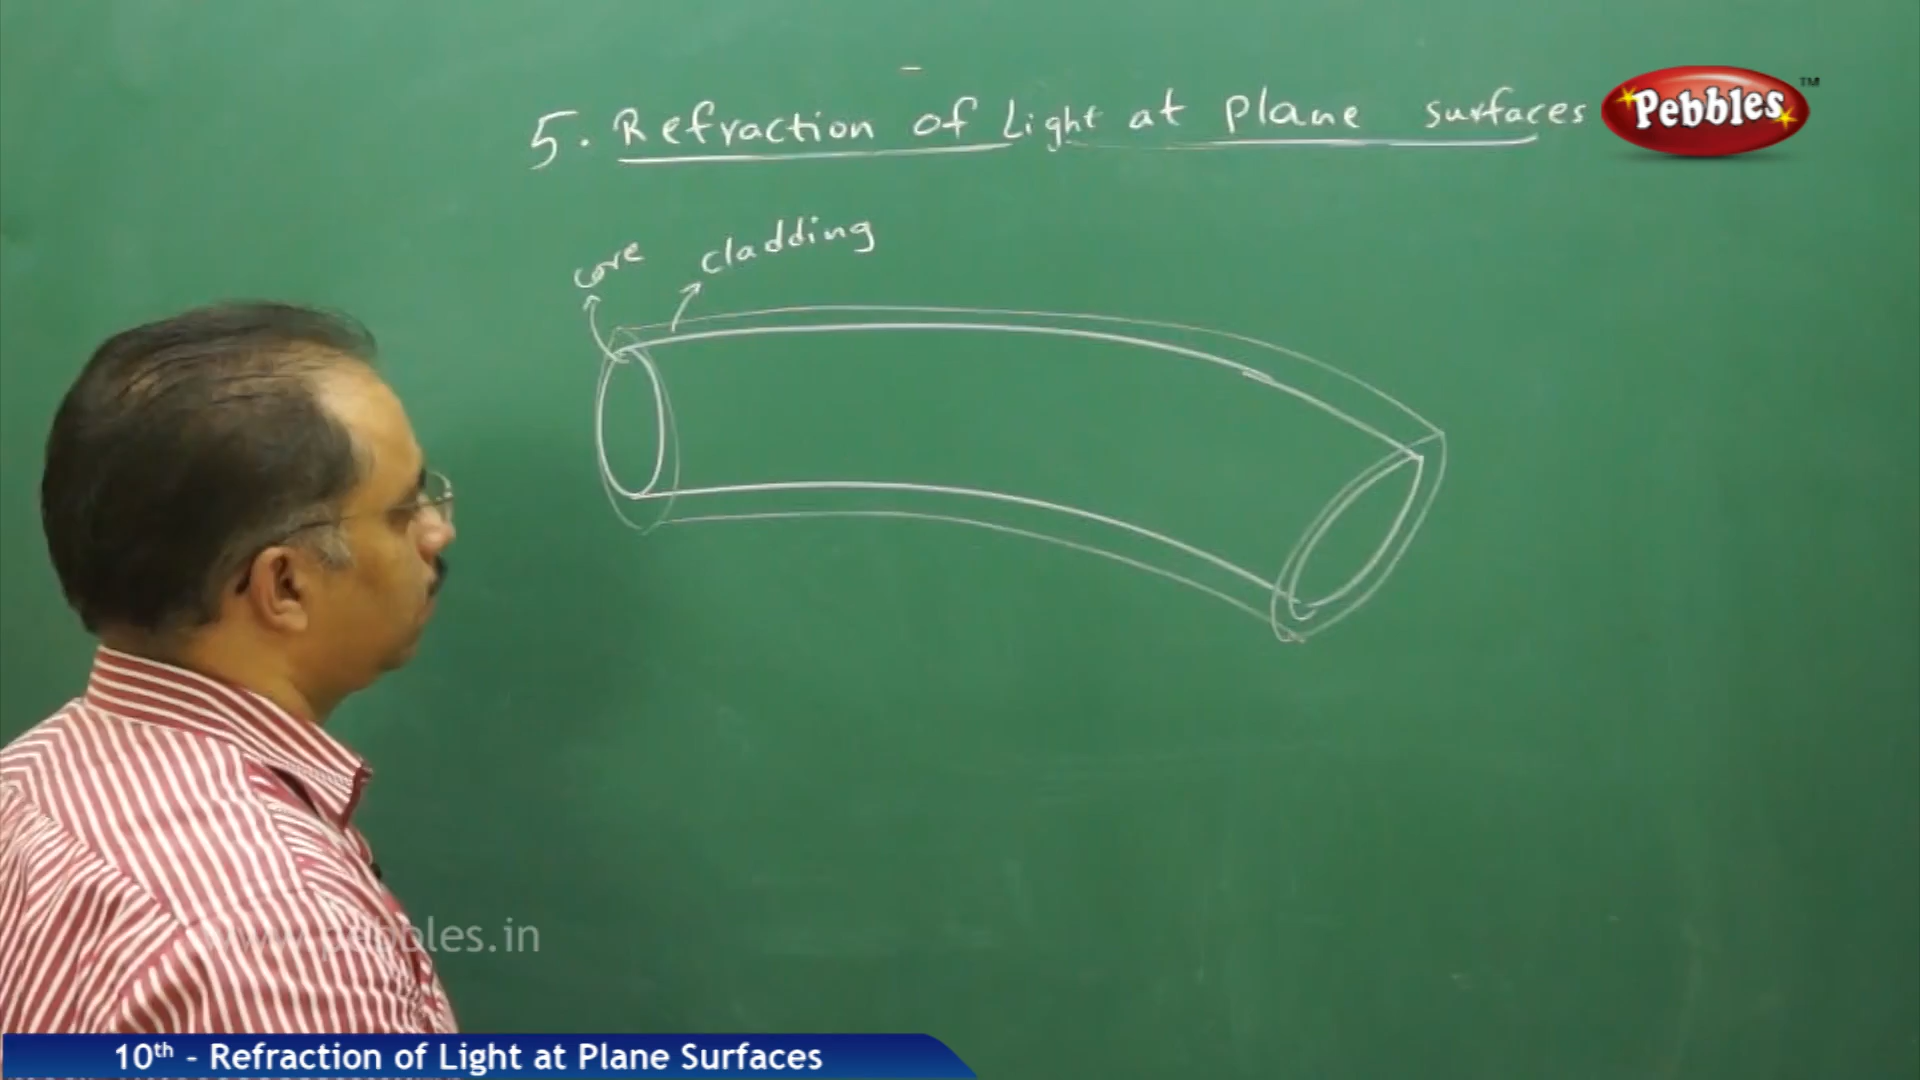 5. Refraction of Light at Plane surfaces
Pebbles TM
core
cladding
www.pebbles.in
10th - Refraction of Light at Plane Surfaces